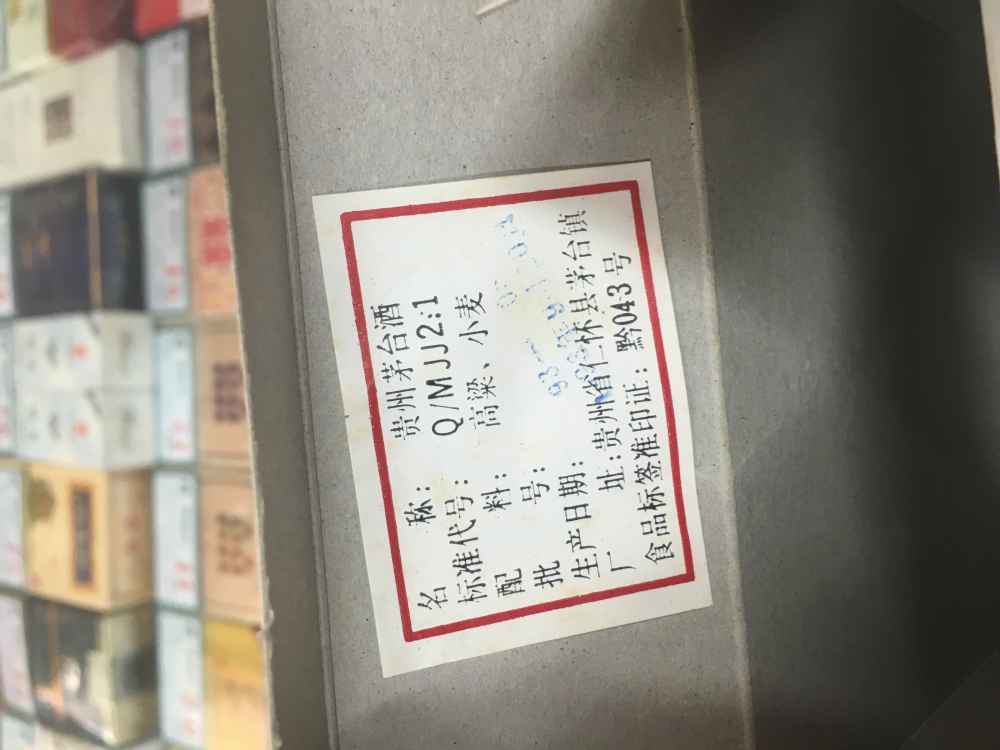 名称：贵州茅台酒
标准代号：Q/MJJ2:1
配料：高粱、小麦
批号：
生产日期：
厂址：贵州省仁怀县茅台镇
食品标签准印证：黔043号